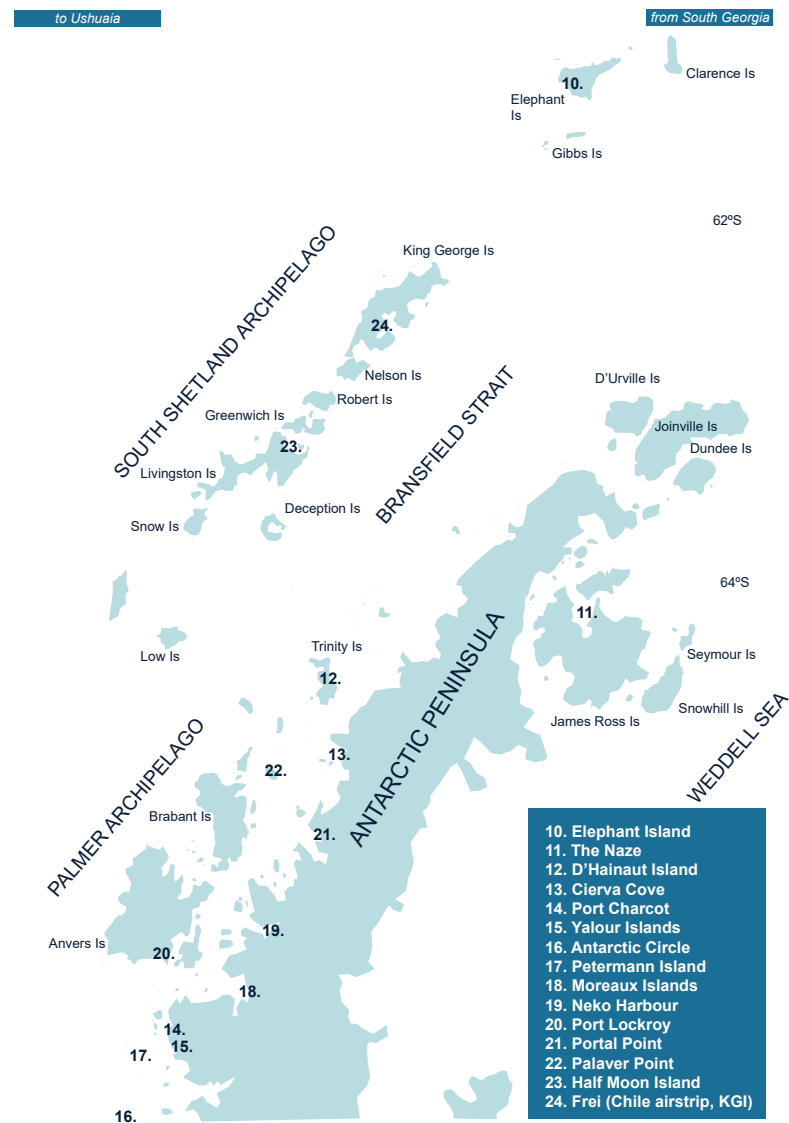 to Ushuaia
from South Georgia
Clarence Is
10.
Elephant
Is
Gibbs Is
62ºS
SOUTH SHETLAND ARCHIPELAGO
King George Is
24.
Nelson Is
Robert Is
Greenwich Is
23.
Livingston Is
Snow Is
Deception Is
BRANSFIELD STRAIT
D’Urville Is
Joinville Is
Dundee Is
64ºS
11.
Low Is
Trinity Is
12.
ANTARCTIC PENINSULA
Seymour Is
Snowhill Is
James Ross Is
WEDDELL SEA
PALMER ARCHIPELAGO
13.
22.
Brabant Is
21.
Anvers Is
19.
20.
18.
14.
15.
17.
16.
10. Elephant Island
11. The Naze
12. D’Hainaut Island
13. Cierva Cove
14. Port Charcot
15. Yalour Islands
16. Antarctic Circle
17. Petermann Island
18. Moreaux Islands
19. Neko Harbour
20. Port Lockroy
21. Portal Point
22. Palaver Point
23. Half Moon Island
24. Frei (Chile airstrip, KGI)